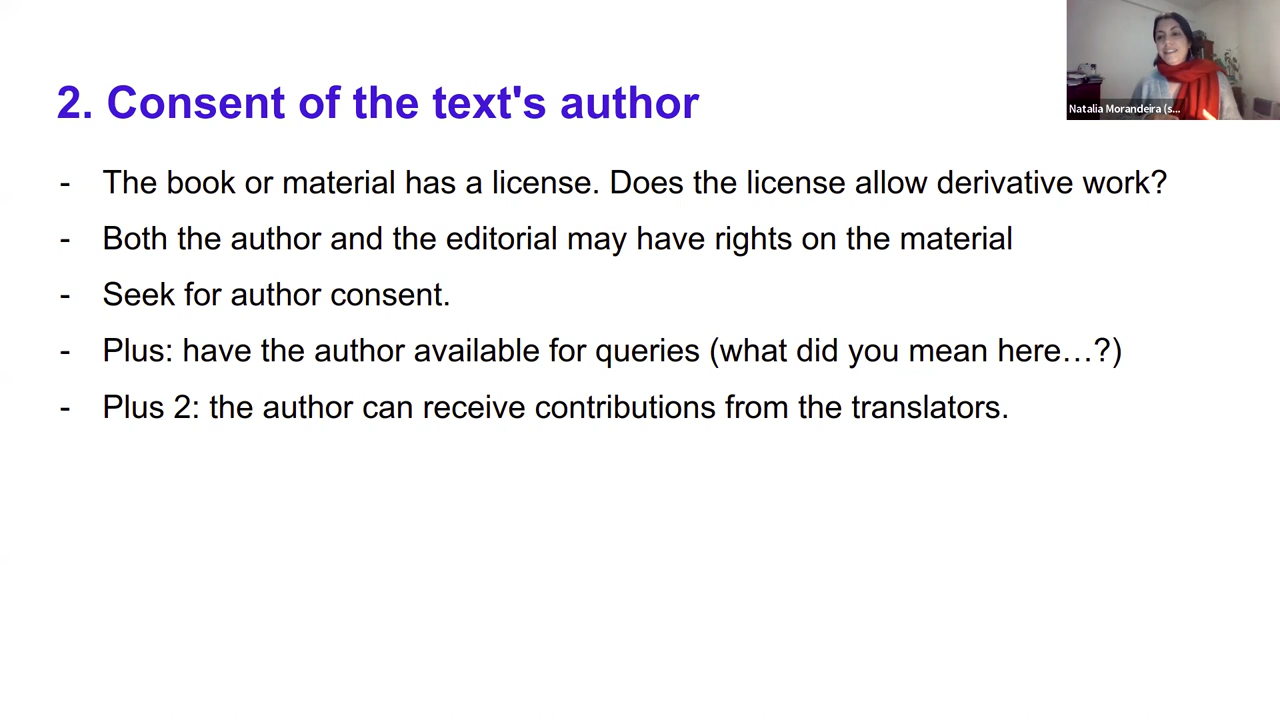 2. Consent of the text's author
- The book or material has a license. Does the license allow derivative work?
- Both the author and the editorial may have rights on the material
- Seek for author consent.
- Plus: have the author available for queries (what did you mean here…?)
- Plus 2: the author can receive contributions from the translators.
Natalia Morandeira (s...